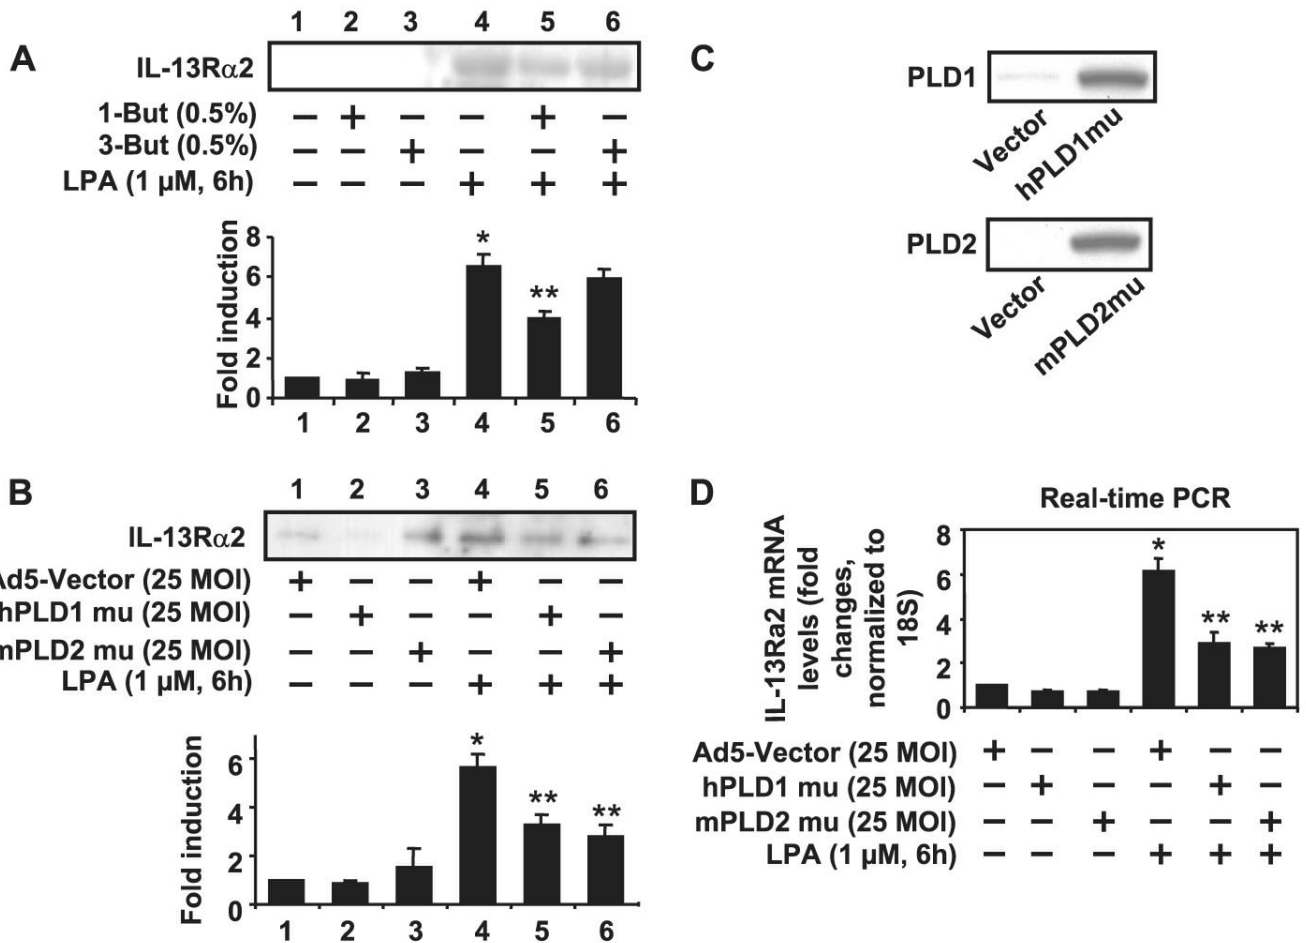 A
1 2 3 4 5 6
IL-13Rα2
1-But (0.5%) – + – – + –
3-But (0.5%) – – + – – +
LPA (1 µM, 6h) – – – + + +
Fold induction
8
6
4
2
0
* **
1 2 3 4 5 6
B
1 2 3 4 5 6
IL-13Rα2
Ad5-Vector (25 MOI) + – – + – –
hPLD1 mu (25 MOI) – + – – + –
mPLD2 mu (25 MOI) – – + – – +
LPA (1 µM, 6h) – – – + + +
Fold induction
6
4
2
0
* ** **
1 2 3 4 5 6
C
PLD1
Vector
hPLD1mu
PLD2
Vector
mPLD2mu
D
Real-time PCR
IL-13Ra2 mRNA
levels (fold
changes,
normalized to
18S)
8
6
4
2
0
* ** **
Ad5-Vector (25 MOI) + – – + – –
hPLD1 mu (25 MOI) – + – – + –
mPLD2 mu (25 MOI) – – + – – +
LPA (1 µM, 6h) – – – + + +